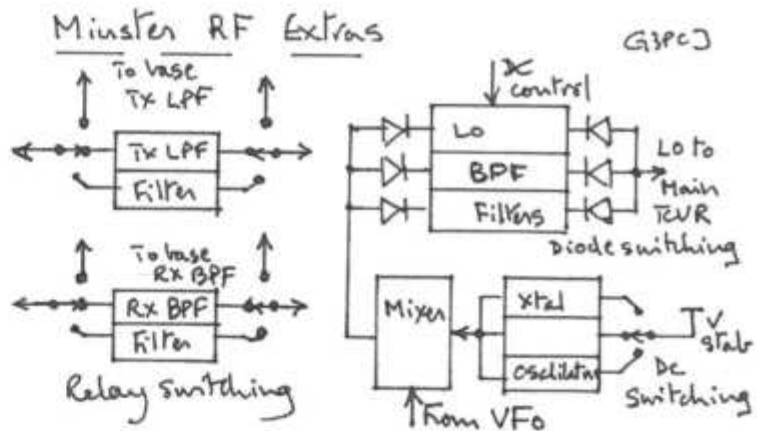 Minster RF Extras
G3PCJ
To base
Tx LPF
Tx LPF
Filter
To base
Rx BPF
Rx BPF
Filter
Relay switching
DC
control
LO
BPF
Filters
LO to
Main
TCVR
Diode switching
Mixer
From VFO
Xtal
Oscillator
V
stab
DC
Switching